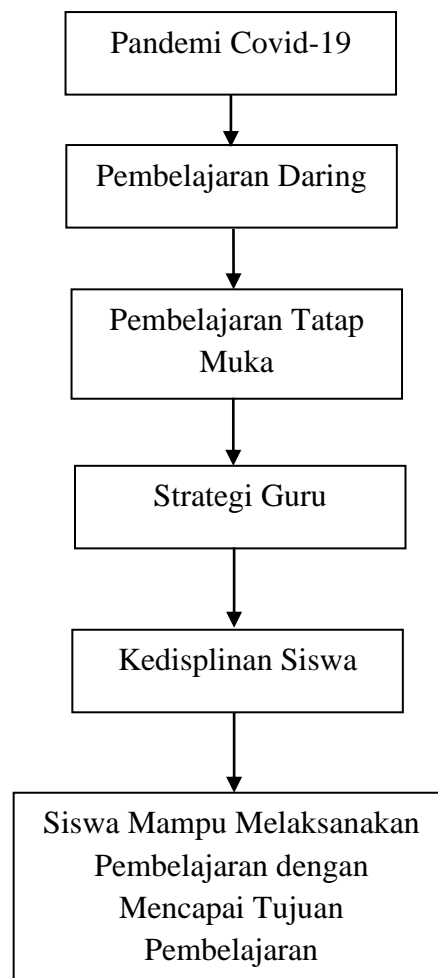 Pandemi Covid-19
Pembelajaran Daring
Pembelajaran Tatap
Muka
Strategi Guru
Kedisplinan Siswa
Siswa Mampu Melaksanakan
Pembelajaran dengan
Mencapai Tujuan
Pembelajaran